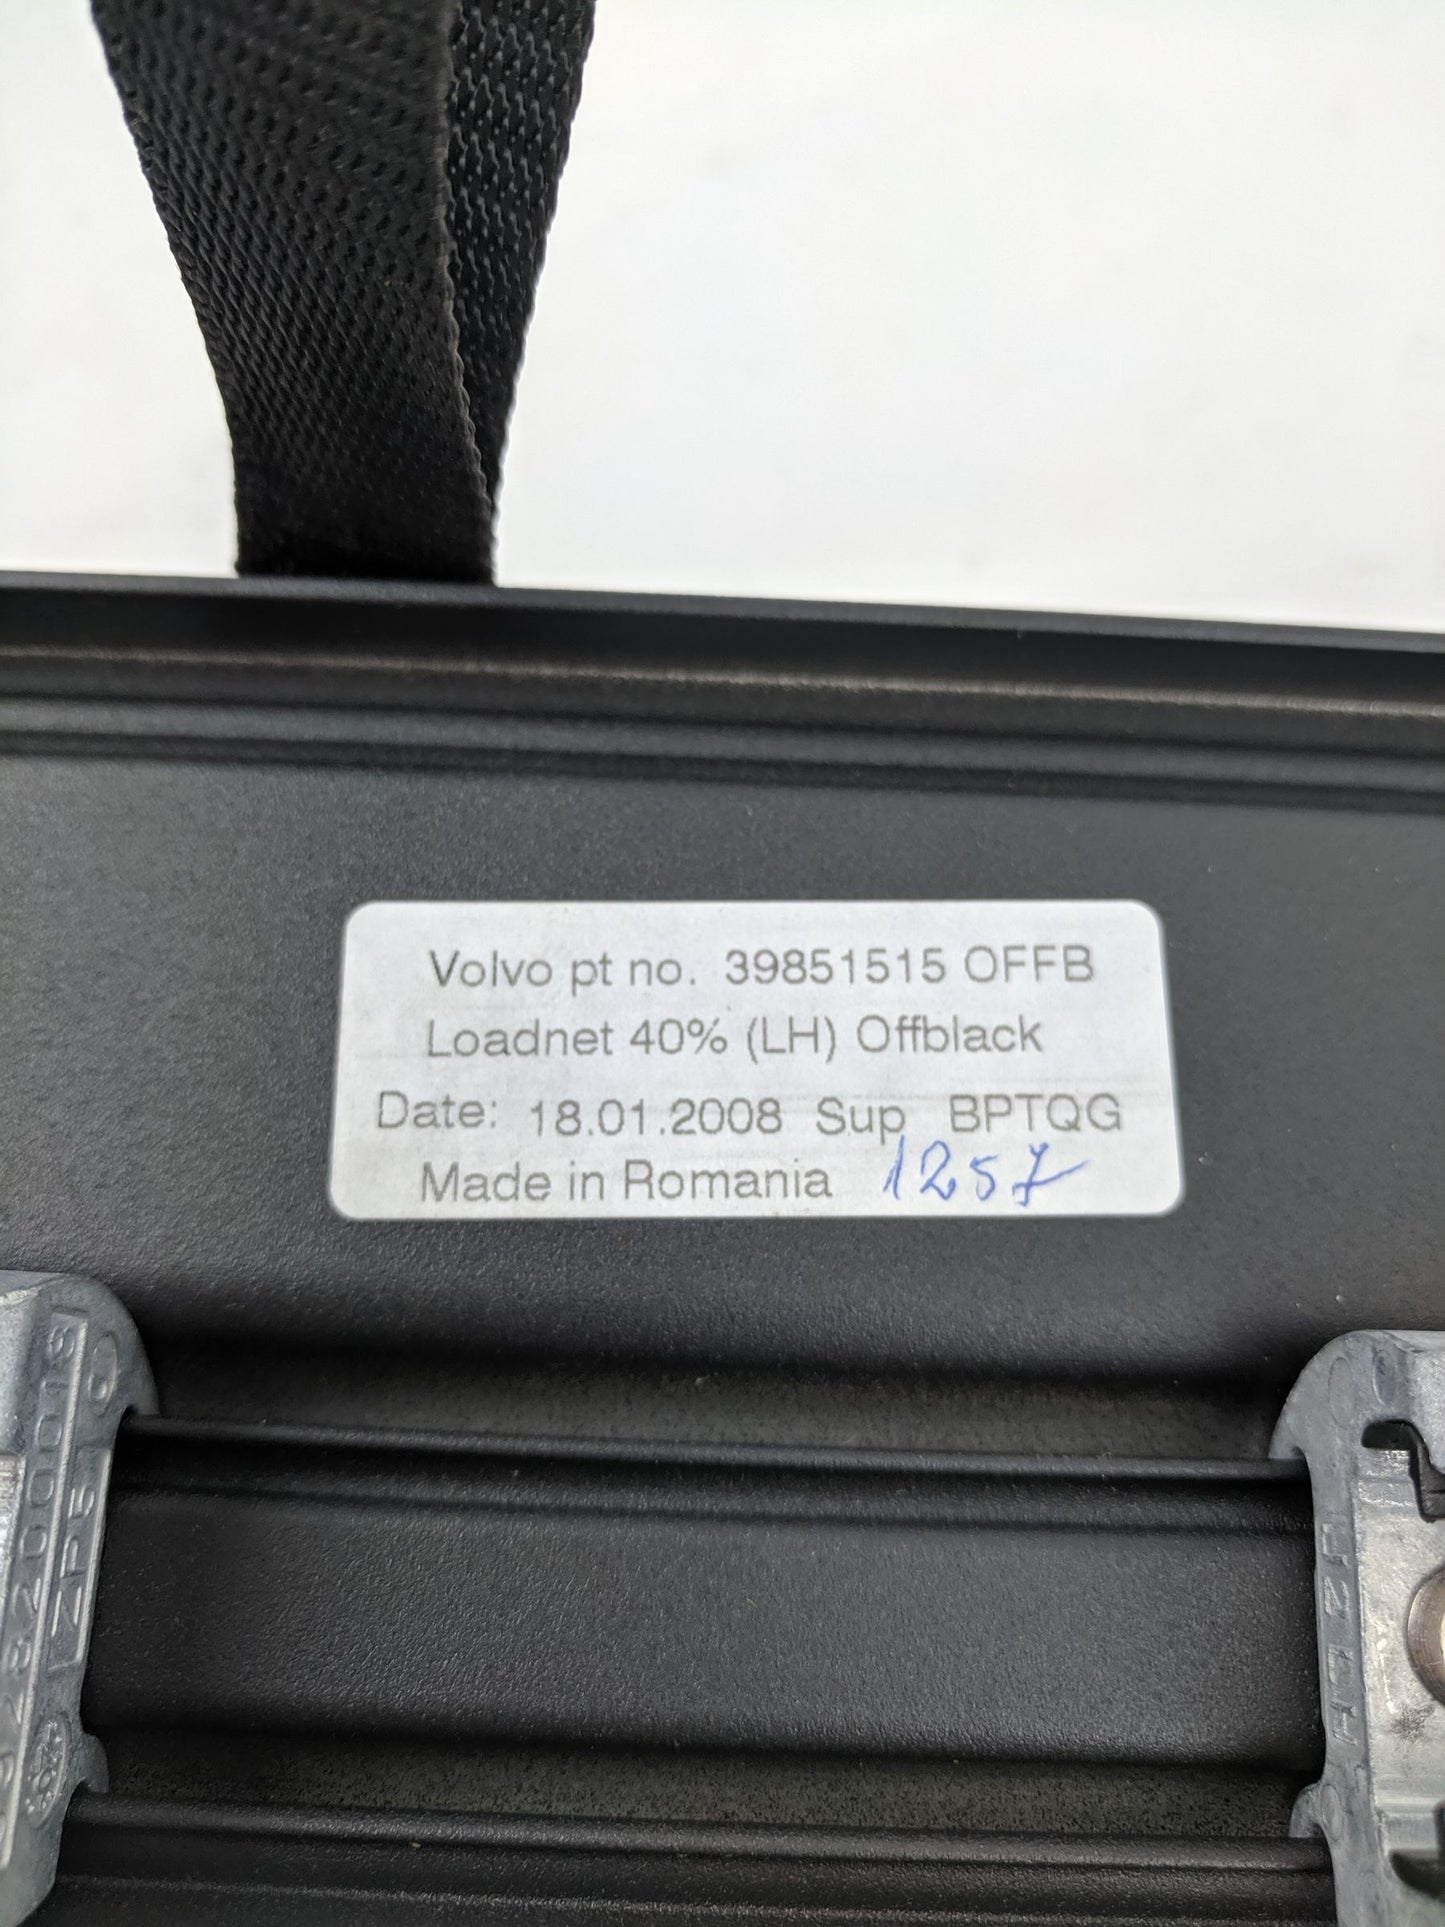 Volvo pt no. 39851515 OFFB
Loadnet 40% (LH) Offblack
Date: 18.01.2008 Sup BPTQG
Made in Romania 1257
ZP5